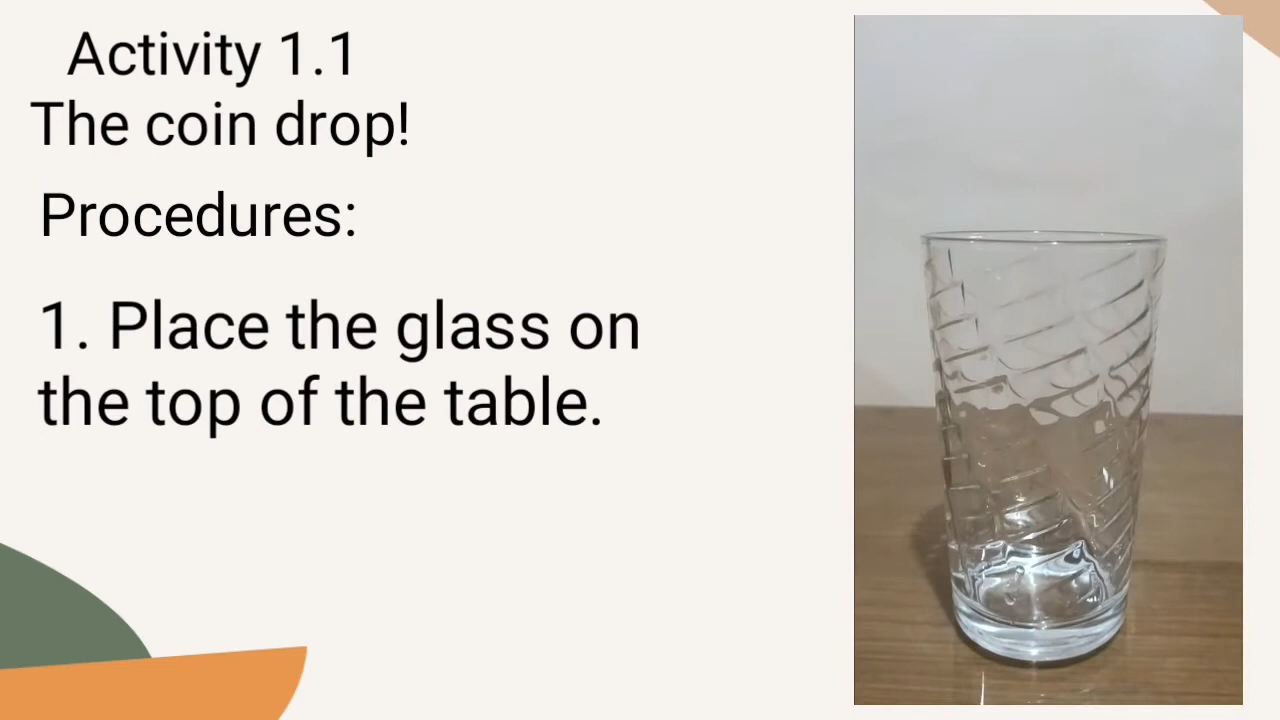 Activity 1.1
The coin drop!
Procedures:
1. Place the glass on
the top of the table.